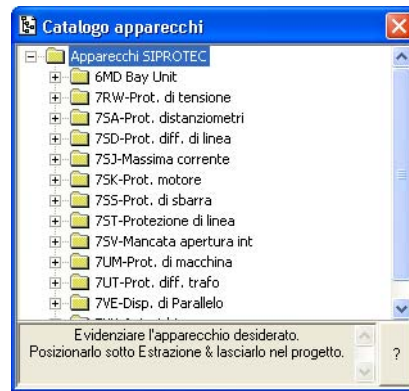 Catalogo apparecchi
Apparecchi SIPROTEC
6MD Bay Unit
7RW-Prot. di tensione
7SA-Prot. distanziometri
7SD-Prot. diff. di linea
7SJ-Massima corrente
7SK-Prot. motore
7SS-Prot. di sbarra
7ST-Protezione di linea
7SV-Mancata apertura int
7UM-Prot. di macchina
7UT-Prot. diff. trafo
7VE-Disp. di Parallelo
Evidenziare l'apparecchio desiderato.
Posizionarlo sotto Estrazione & lasciarlo nel progetto.
?